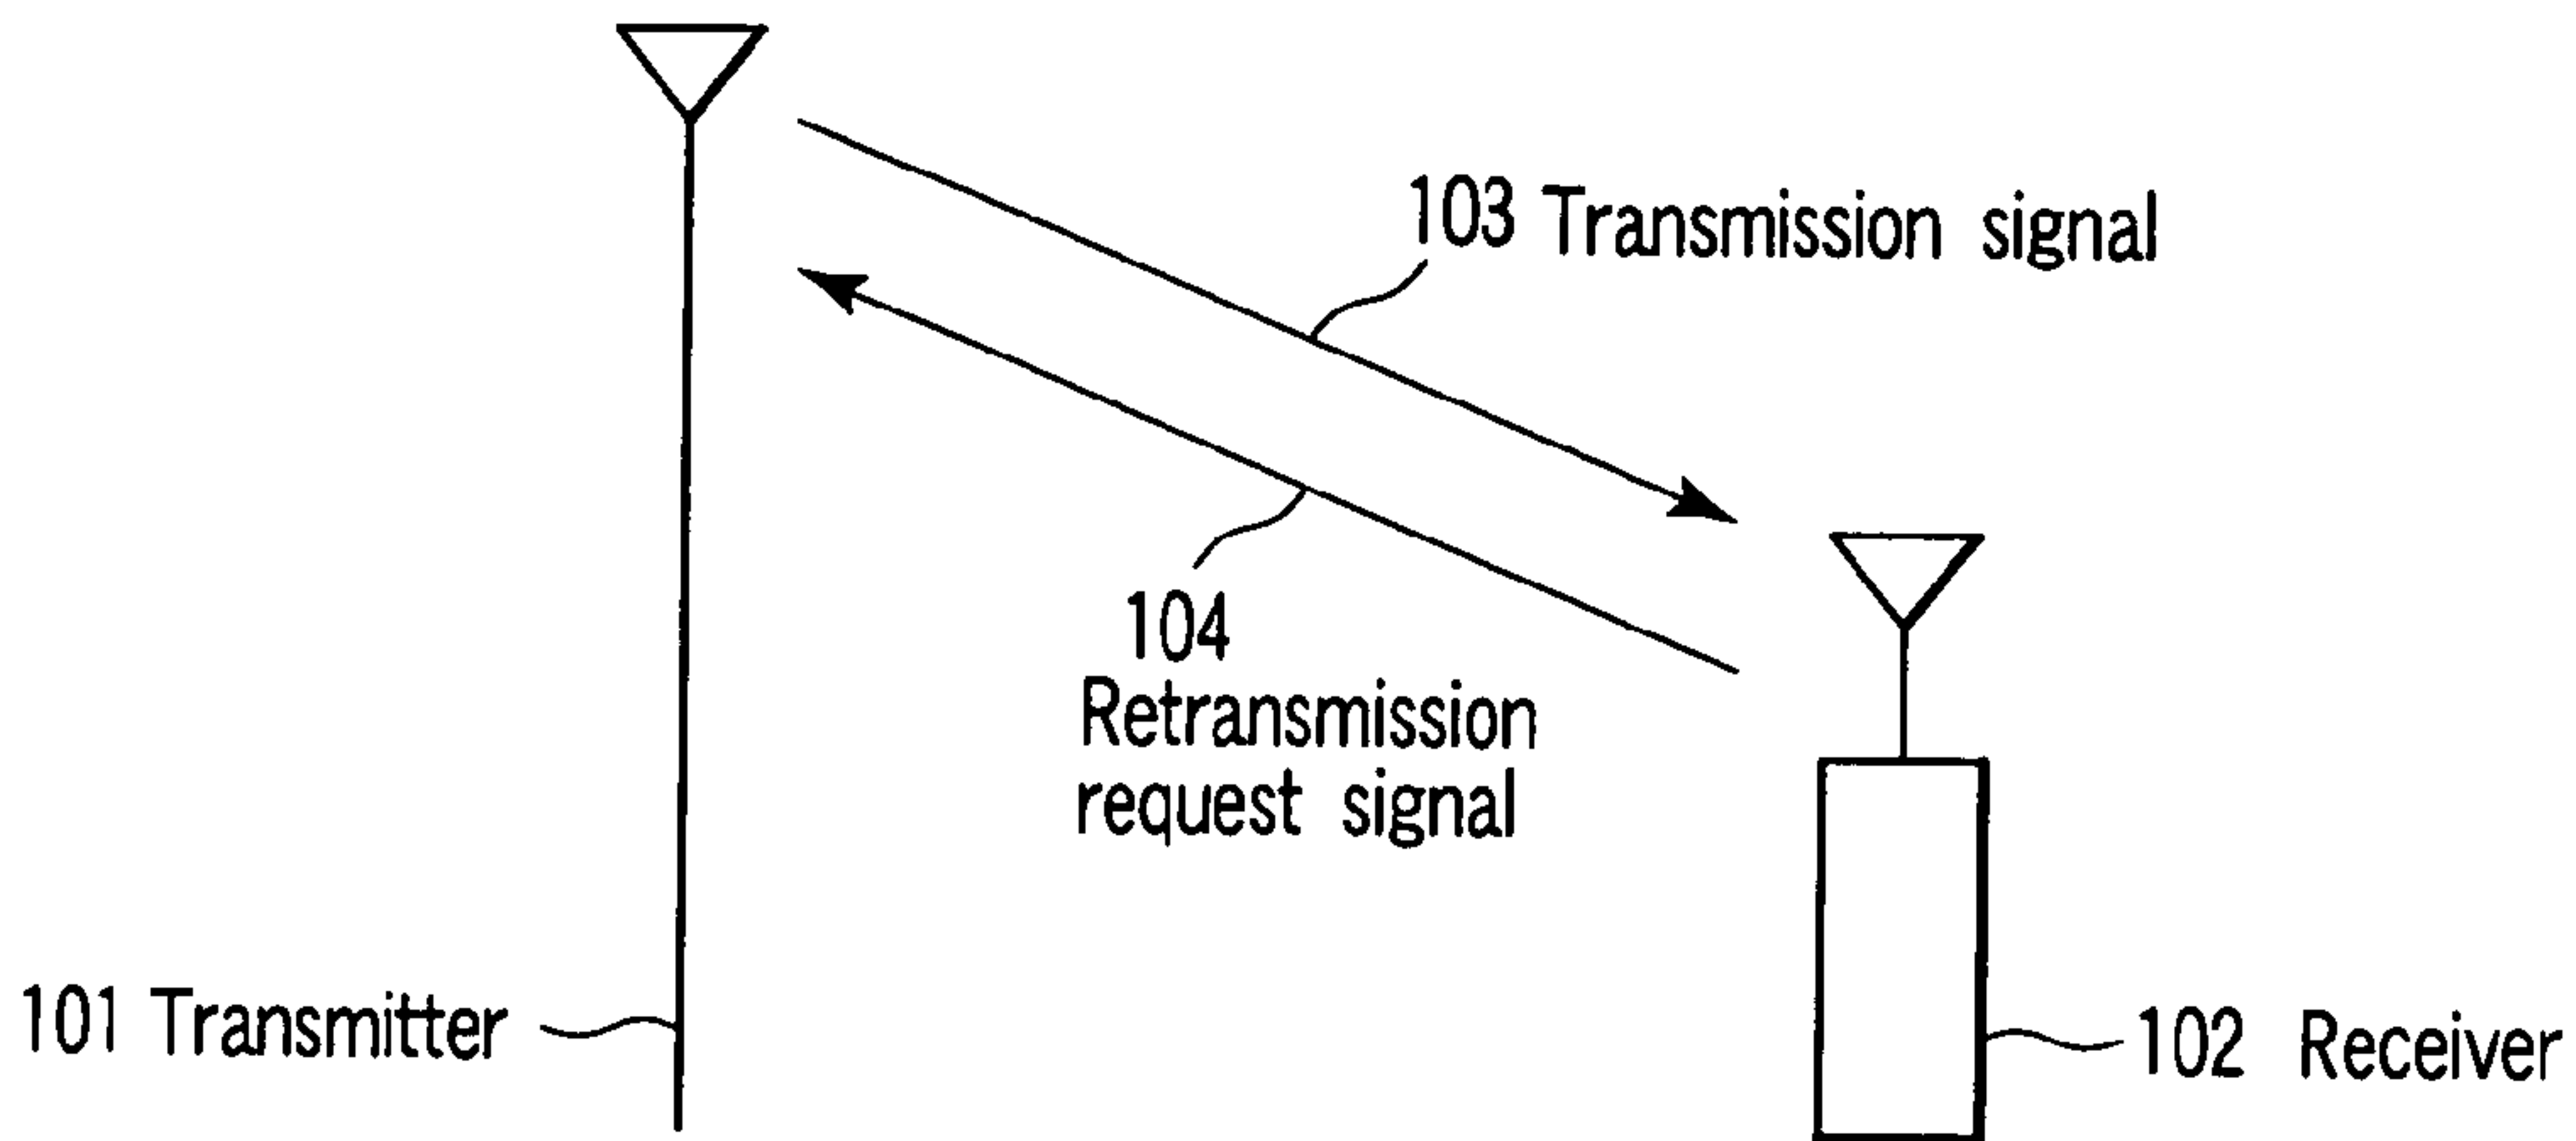 103 Transmission signal
104
Retransmission
request signal
101 Transmitter
102 Receiver